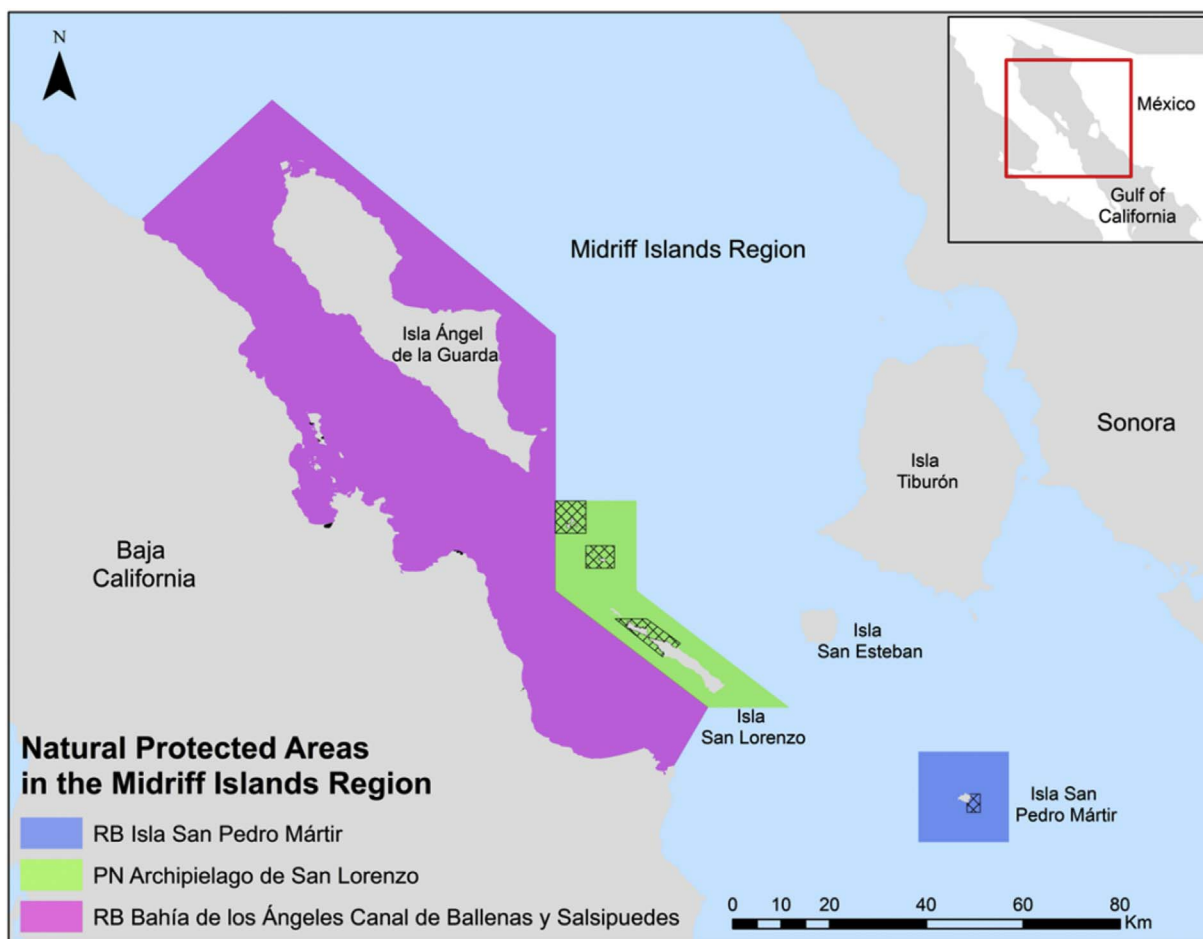 N
México
Gulf of
California
Midriff Islands Region
Isla Ángel
de la Guarda
Sonora
Isla
Tiburón
Baja
California
Isla
San Esteban
Isla
San Lorenzo
Isla San
Pedro Mártir
Natural Protected Areas
in the Midriff Islands Region
RB Isla San Pedro Mártir
PN Archipielago de San Lorenzo
RB Bahía de los Ángeles Canal de Ballenas y Salsipuedes
0 10 20 40 60 80
Km